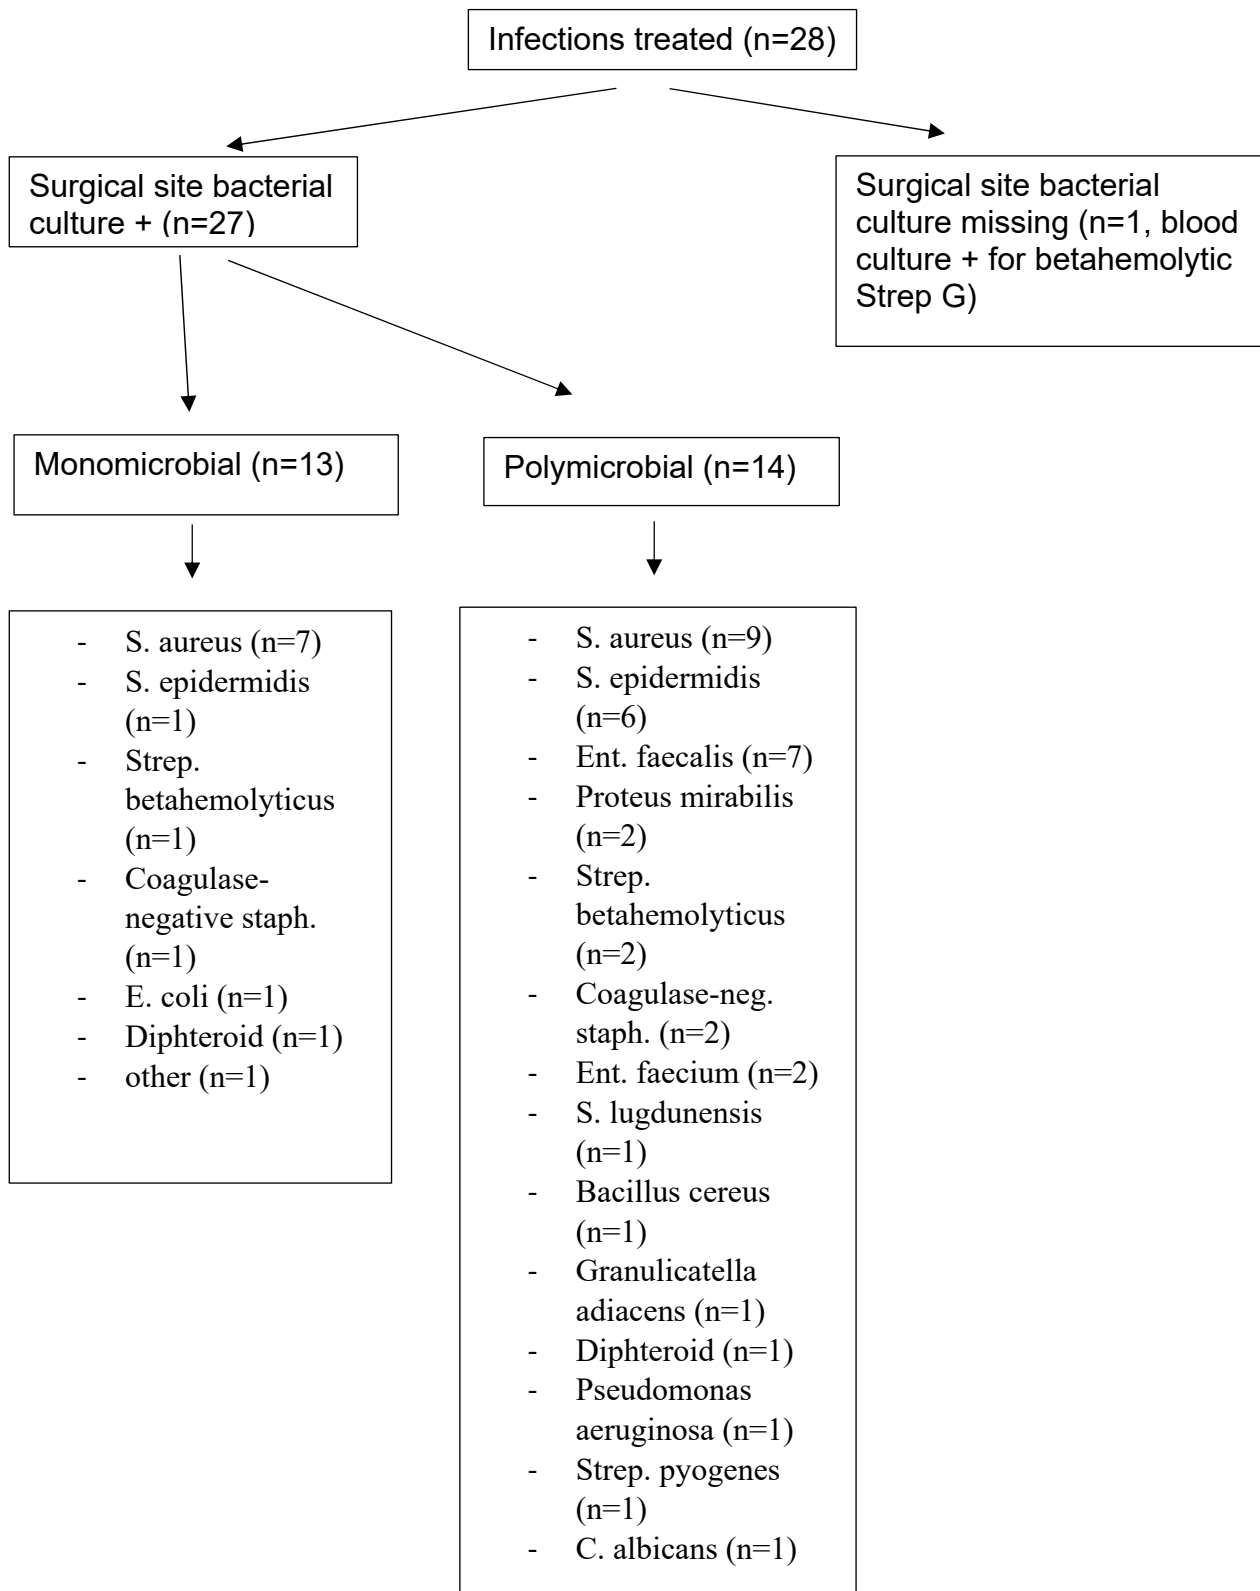 Infections treated (n=28)
Surgical site bacterial
culture + (n=27)
Surgical site bacterial
culture missing (n=1, blood
culture + for betahemolytic
Strep G)
Monomicrobial (n=13)
Polymicrobial (n=14)
- S. aureus (n=7)
- S. epidermidis
(n=1)
- Strep.
betahemolyticus
(n=1)
- Coagulase-
negative staph.
(n=1)
- E. coli (n=1)
- Diphteroid (n=1)
- other (n=1)
- S. aureus (n=9)
- S. epidermidis
(n=6)
- Ent. faecalis (n=7)
- Proteus mirabilis
(n=2)
- Strep.
betahemolyticus
(n=2)
- Coagulase-neg.
staph. (n=2)
- Ent. faecium (n=2)
- S. lugdunensis
(n=1)
- Bacillus cereus
(n=1)
- Granulicatella
adiacens (n=1)
- Diphteroid (n=1)
- Pseudomonas
aeruginosa (n=1)
- Strep. pyogenes
(n=1)
- C. albicans (n=1)